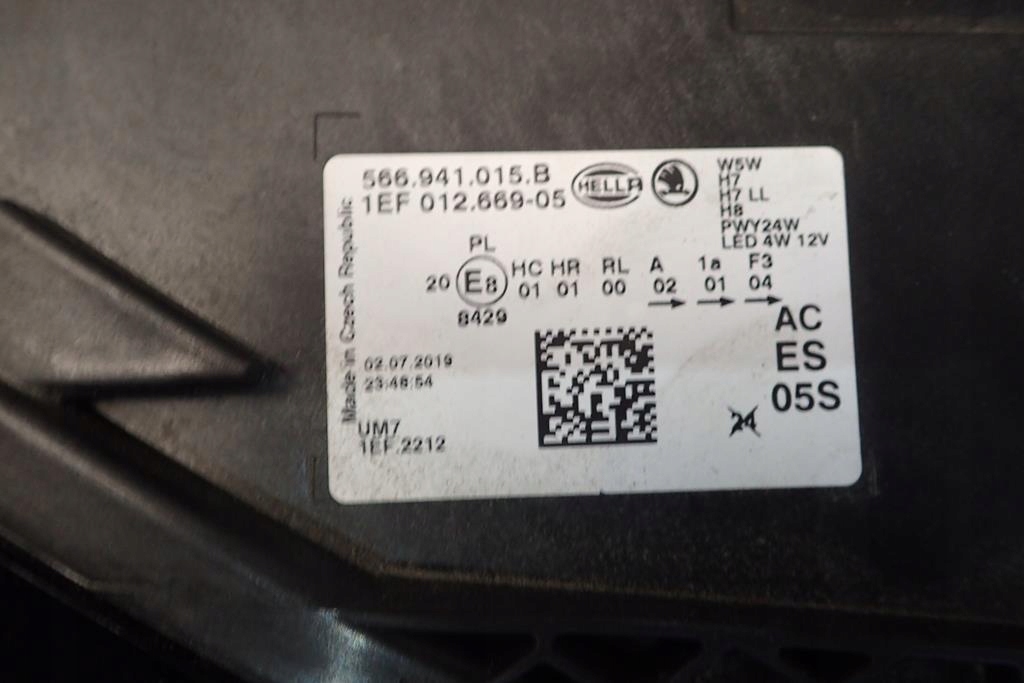 566.941.015.B
1EF 012.669-05
HELLA
W5W
H7
H7 LL
H8
PWY24W
LED 4W 12V
Made in Czech Republic
PL
20 E8 HC HR RL A 1a F3
01 01 00 02 01 04
8429
AC
ES
05S
02.07.2019
23:48:54
24
UM7
1EF.2212